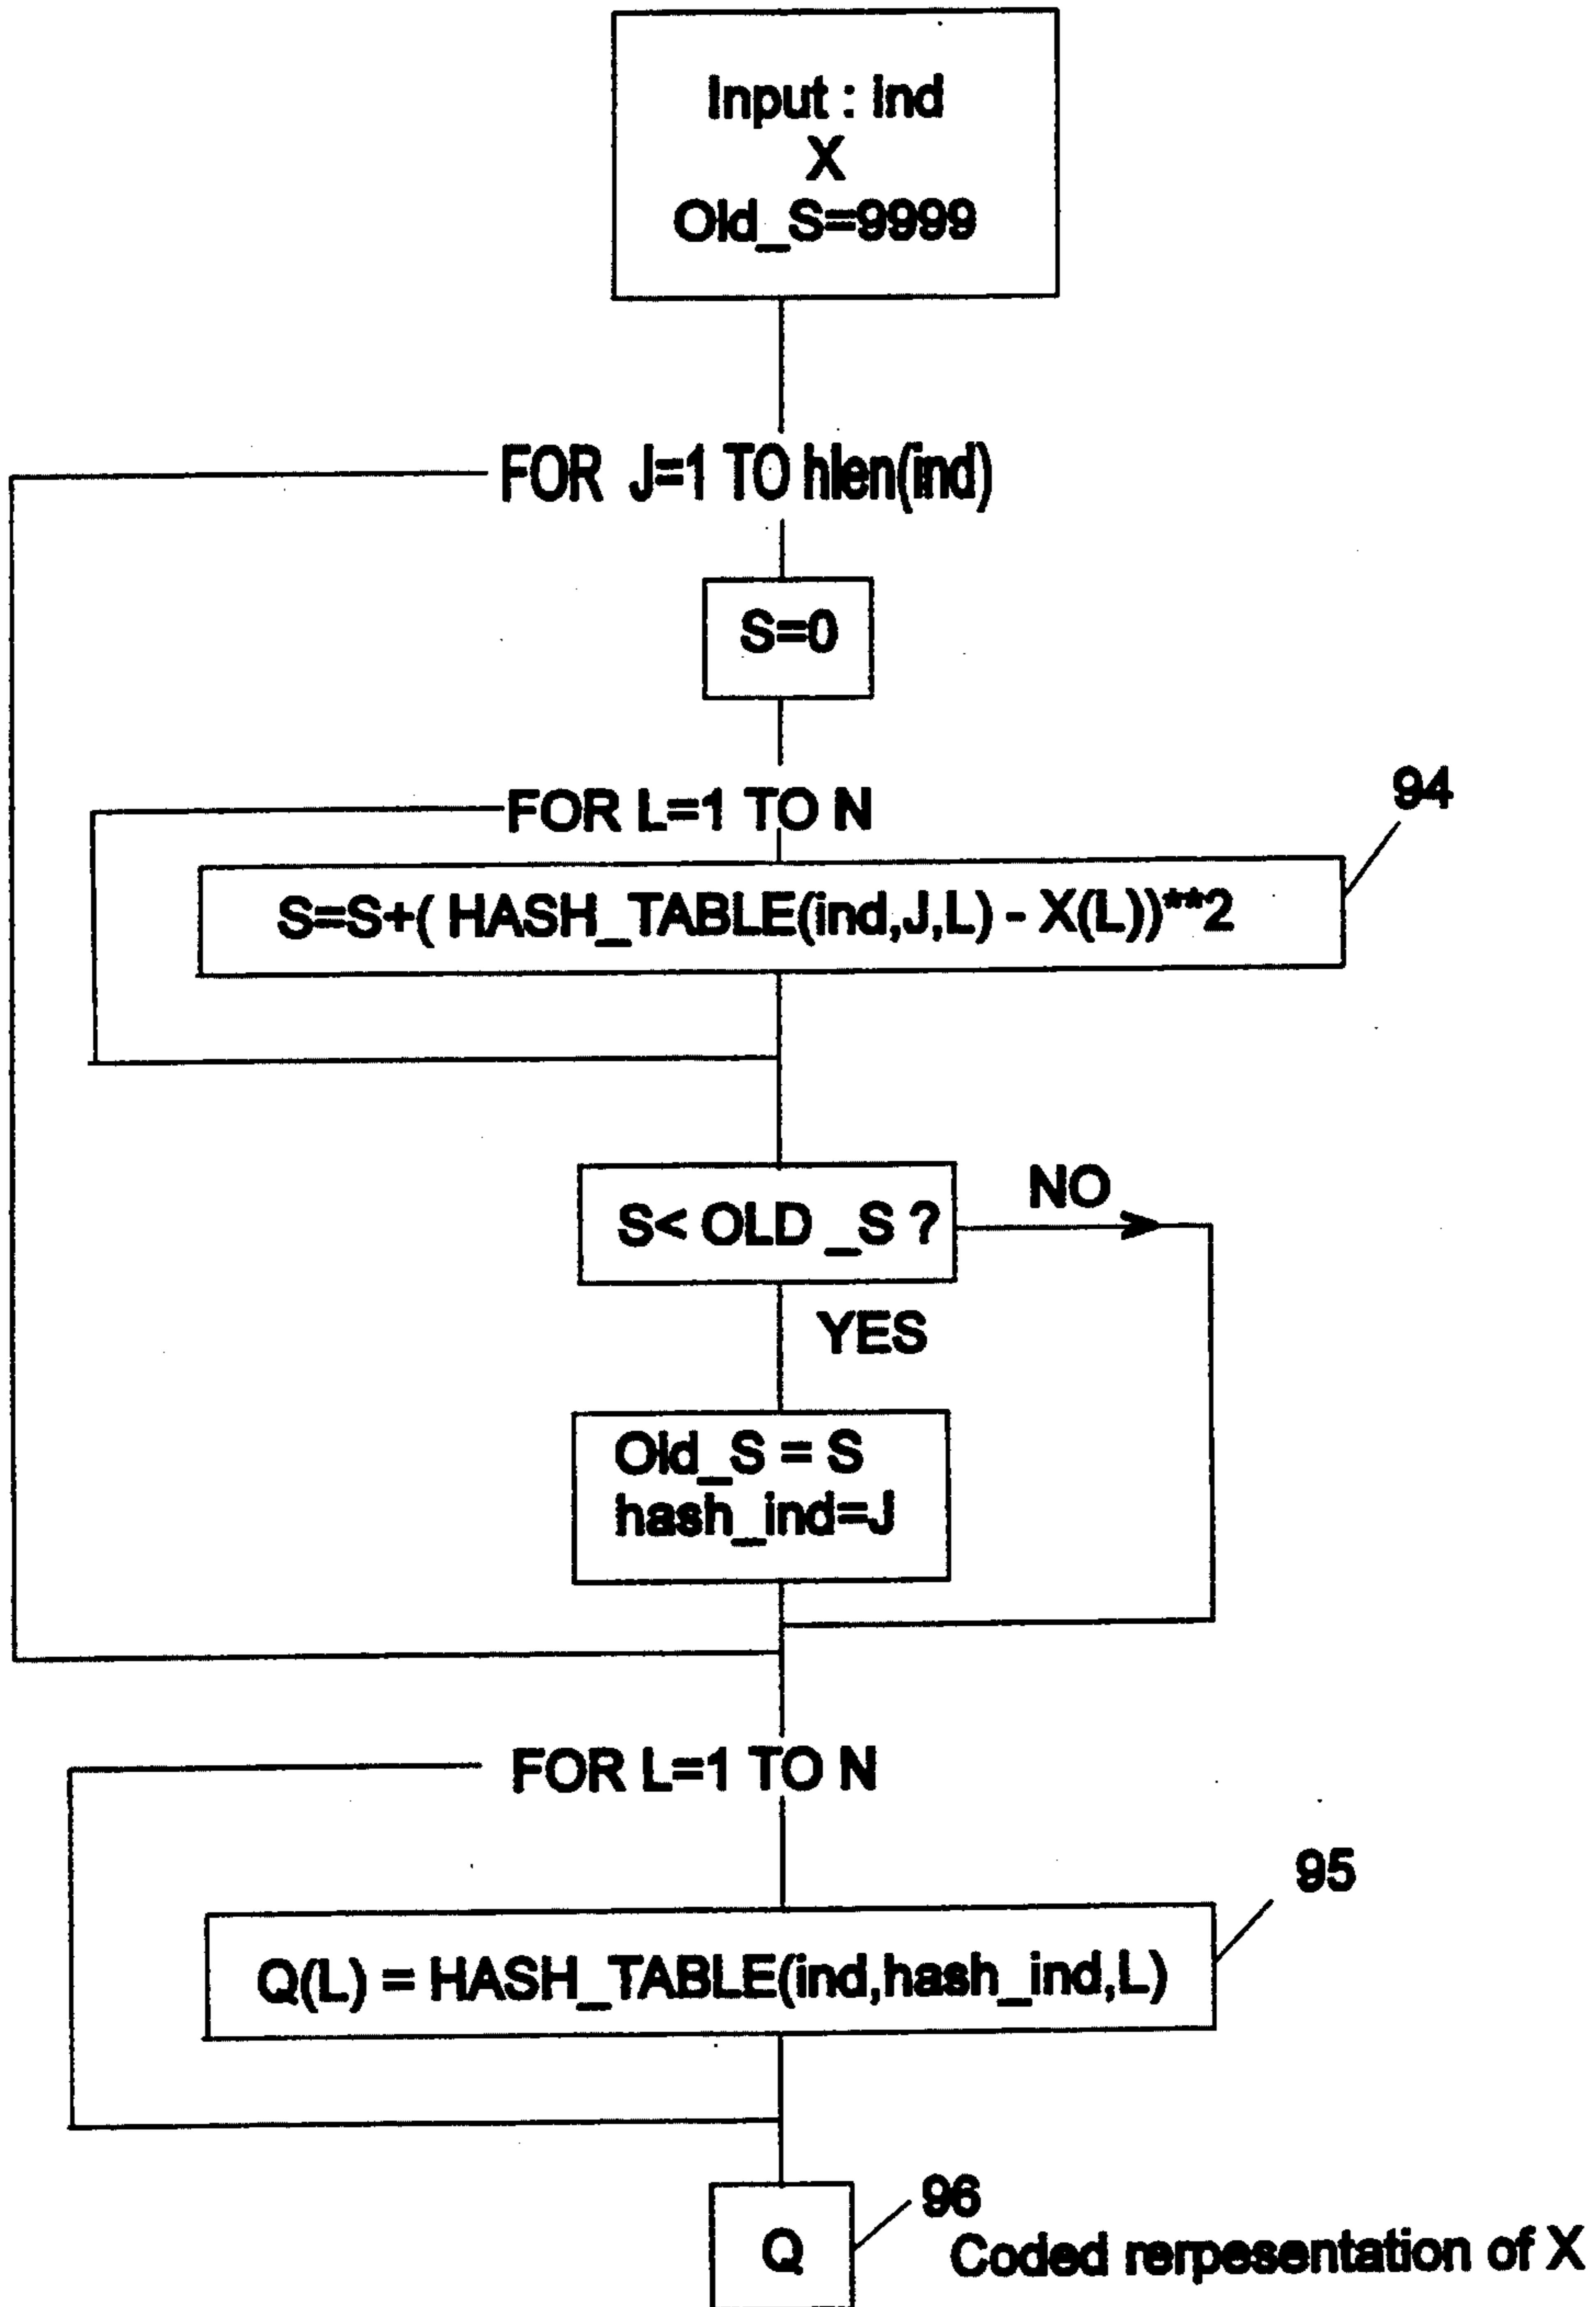 Input : ind
X
Old_S=9999
FOR J=1 TO hlen(ind)
S=0
FOR L=1 TO N
94
S=S+( HASH_TABLE(ind,J,L) - X(L))**2
S< OLD _S ?
NO
YES
Old_S = S
hash_ind=J
FOR L=1 TO N
95
Q(L) = HASH_TABLE(ind,hash_ind,L)
96
Q
Coded rerpesentation of X